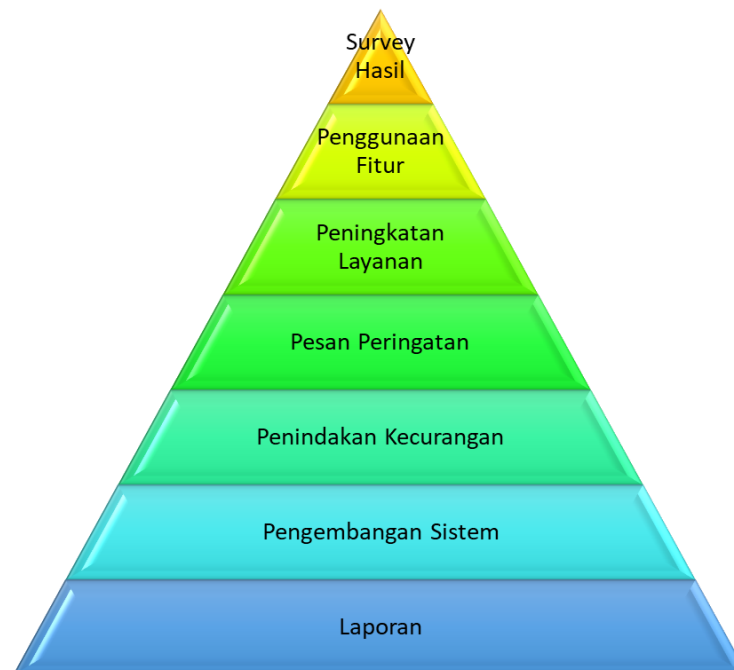 Survey
Hasil
Penggunaan
Fitur
Peningkatan
Layanan
Pesan Peringatan
Penindakan Kecurangan
Pengembangan Sistem
Laporan